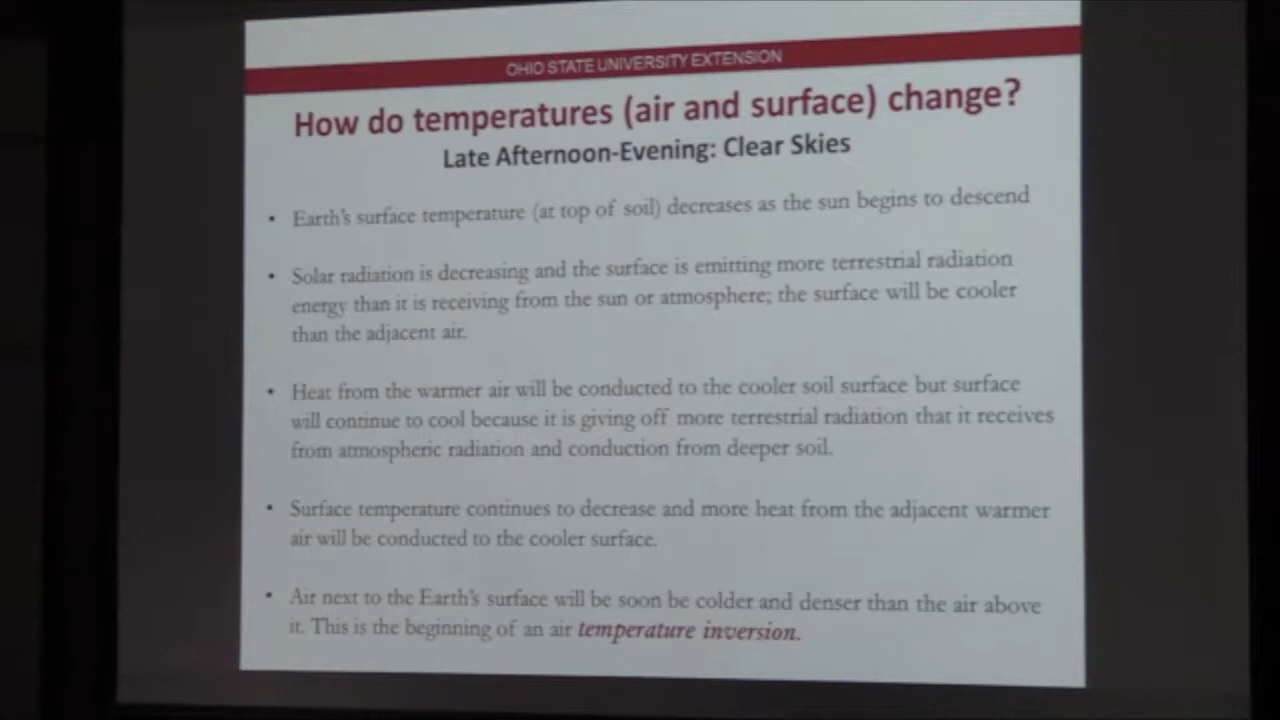 OHIO STATE UNIVERSITY EXTENSION
How do temperatures (air and surface) change?
Late Afternoon-Evening: Clear Skies
• Earth's surface temperature (at top of soil) decreases as the sun begins to descend
• Solar radiation is decreasing and the surface is emitting more terrestrial radiation
energy than it is receiving from the sun or atmosphere; the surface will be cooler
than the adjacent air.
• Heat from the warmer air will be conducted to the cooler soil surface but surface
will continue to cool because it is giving off more terrestrial radiation that it receives
from atmospheric radiation and conduction from deeper soil.
• Surface temperature continues to decrease and more heat from the adjacent warmer
air will be conducted to the cooler surface.
• Air next to the Earth's surface will be soon be colder and denser than the air above
it. This is the beginning of an air temperature inversion.